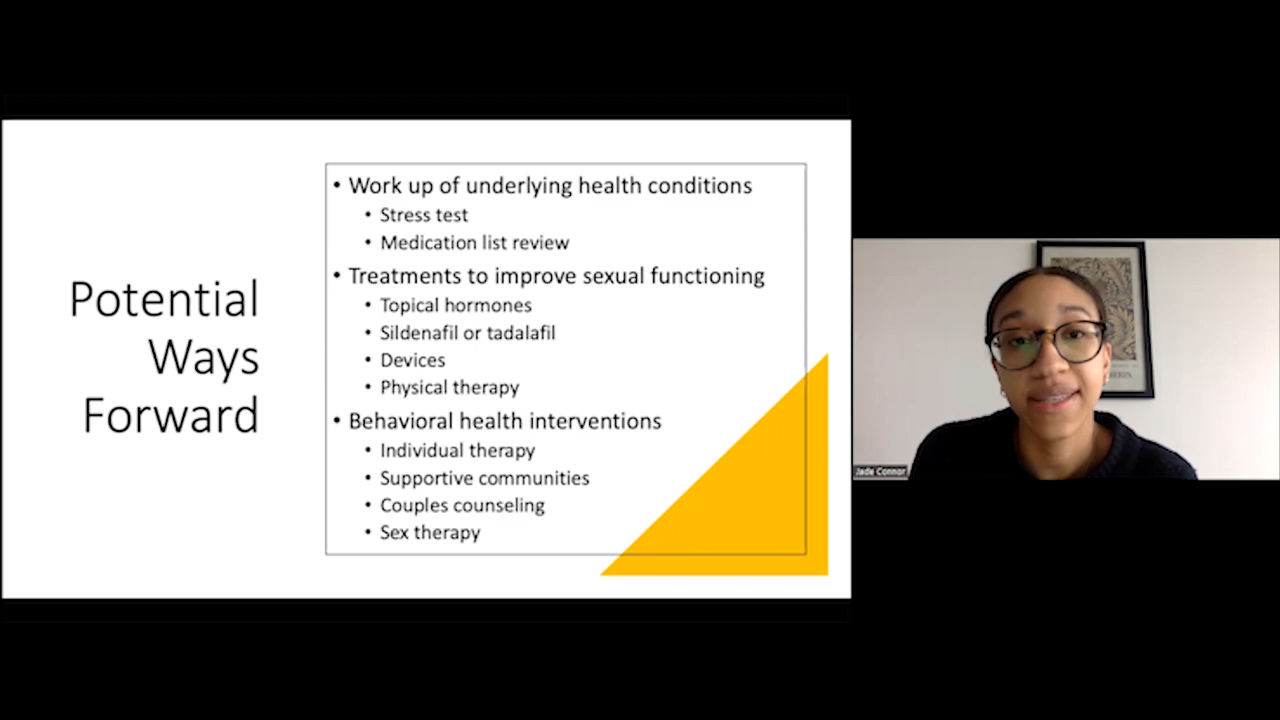 Potential
Ways
Forward
• Work up of underlying health conditions
• Stress test
• Medication list review
• Treatments to improve sexual functioning
• Topical hormones
• Sildenafil or tadalafil
• Devices
• Physical therapy
• Behavioral health interventions
• Individual therapy
• Supportive communities
• Couples counseling
• Sex therapy
Jade Connor